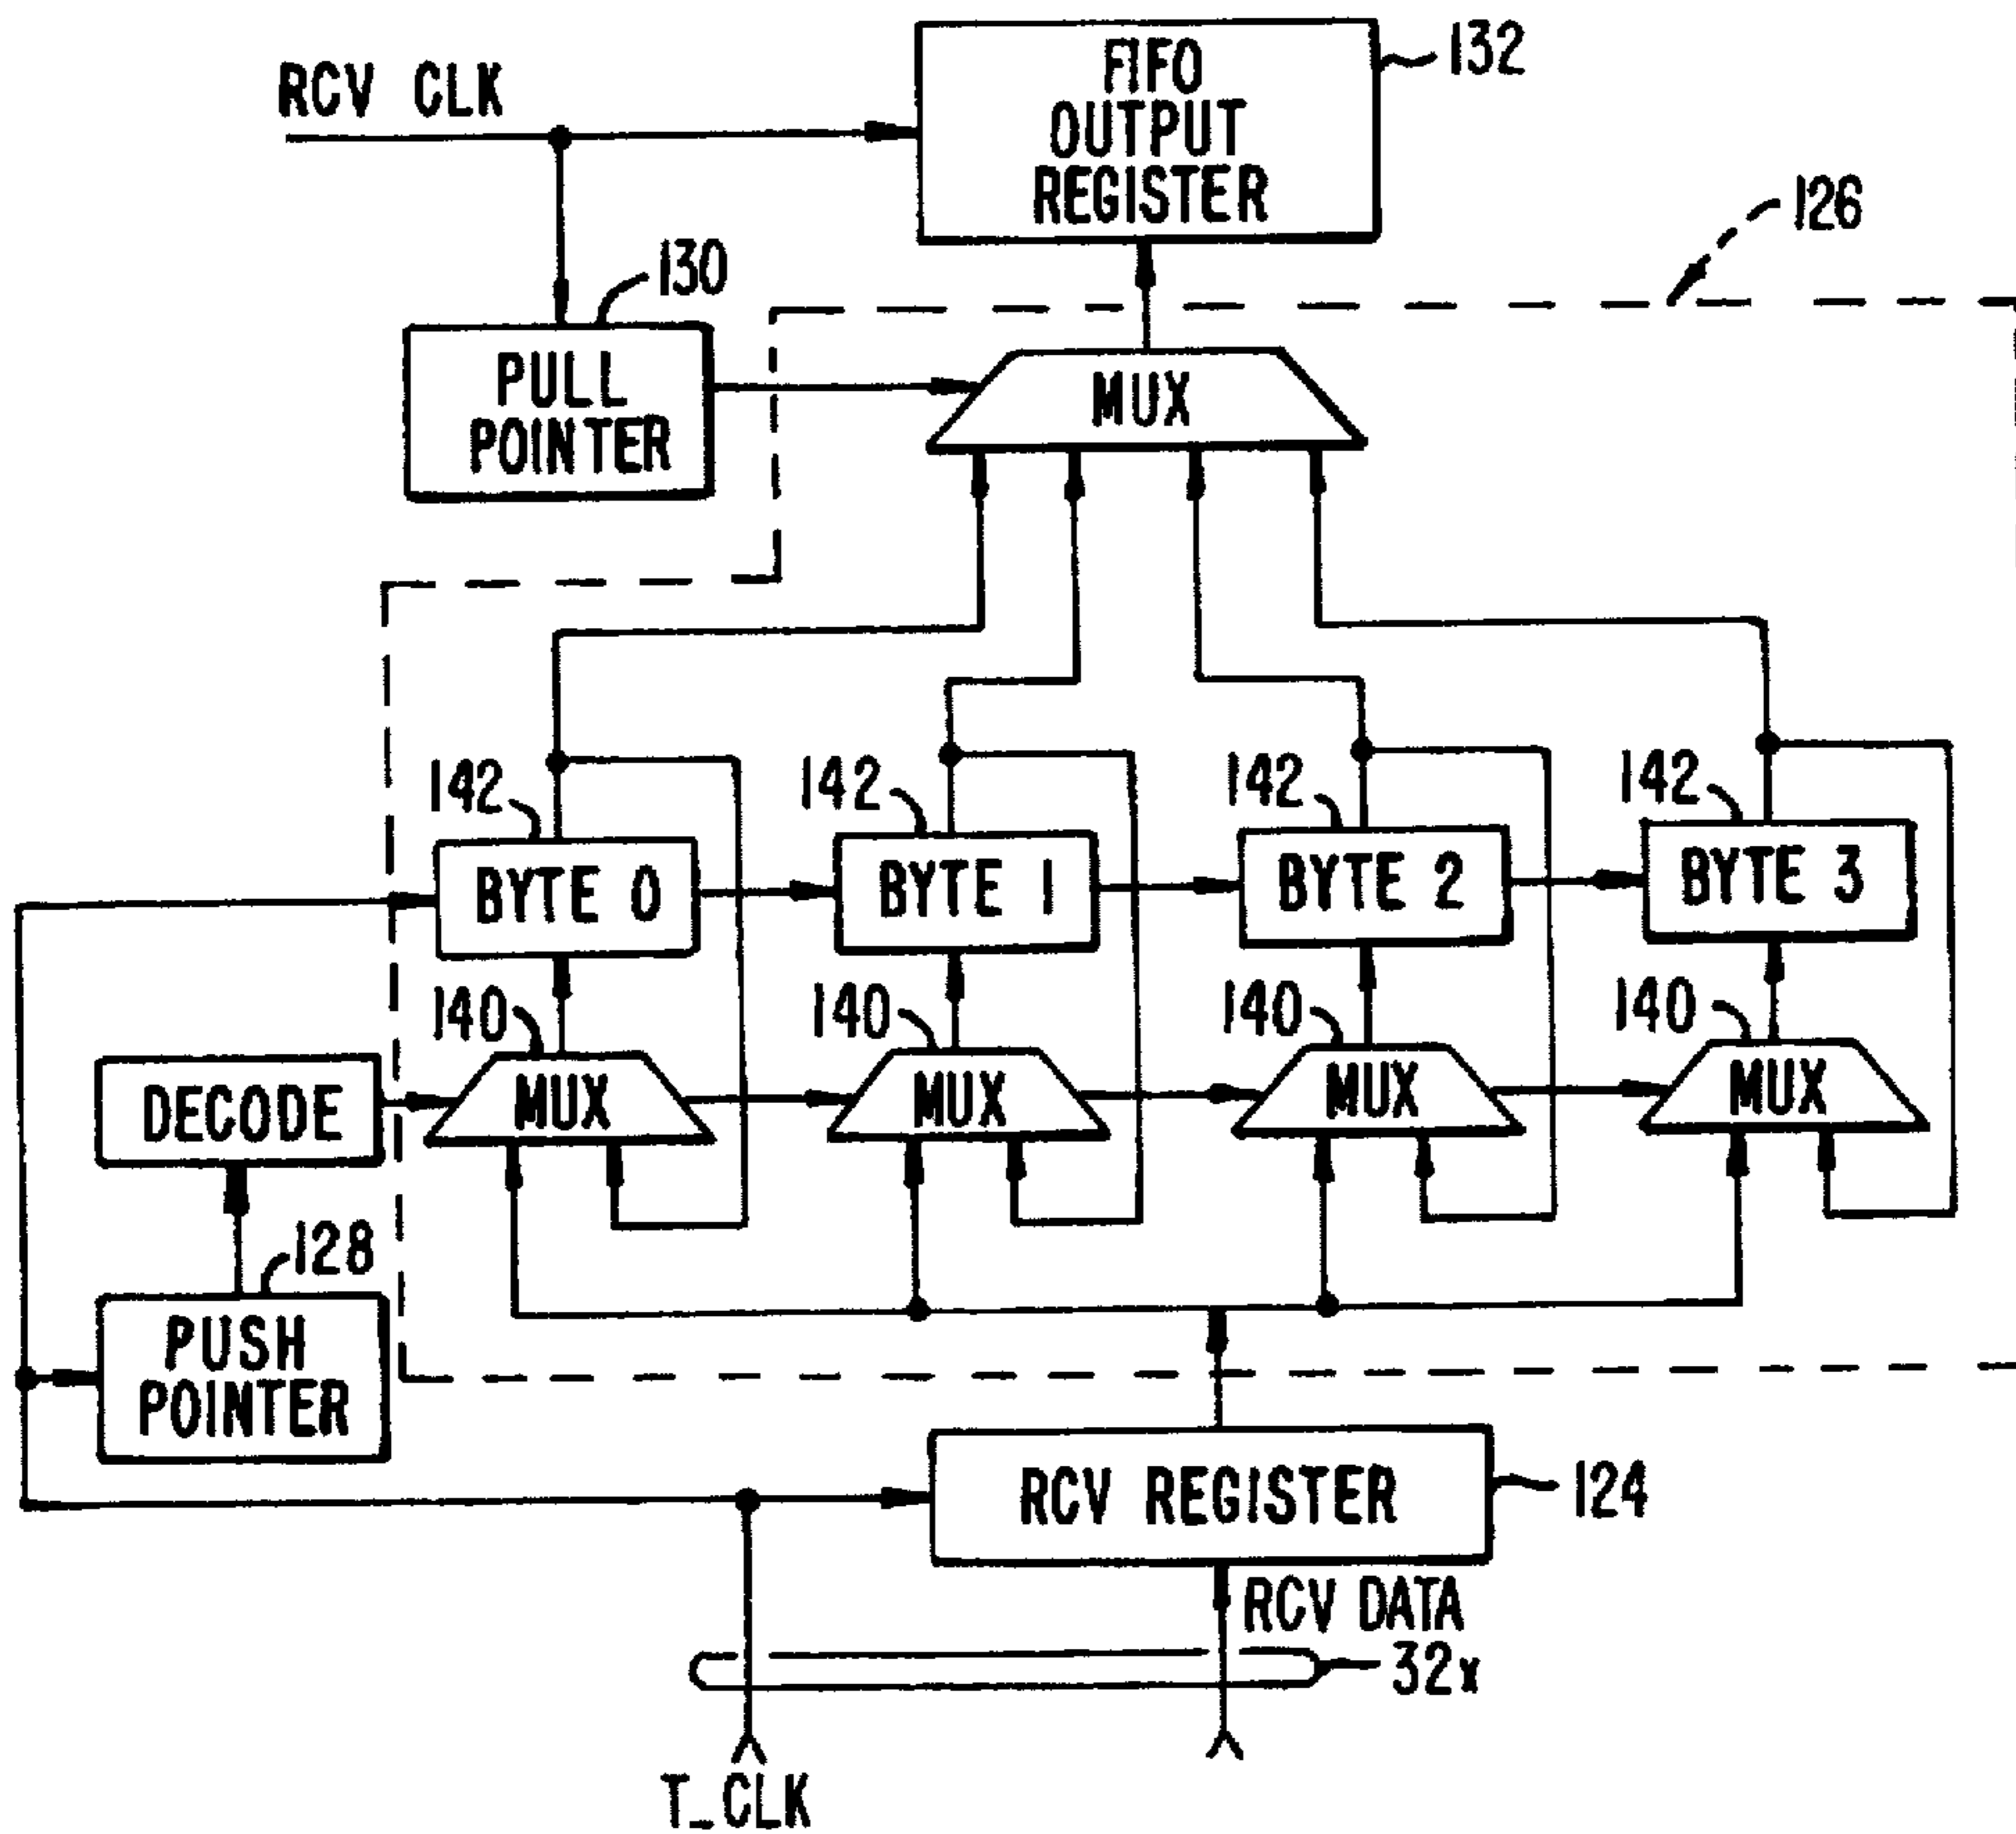 RCV CLK
FIFO
OUTPUT
REGISTER
132
126
130
PULL
POINTER
MUX
142
142
142
142
BYTE 0
BYTE 1
BYTE 2
BYTE 3
140
140
140
140
DECODE
MUX
MUX
MUX
MUX
128
PUSH
POINTER
RCV REGISTER
124
RCV DATA
32x
T_CLK